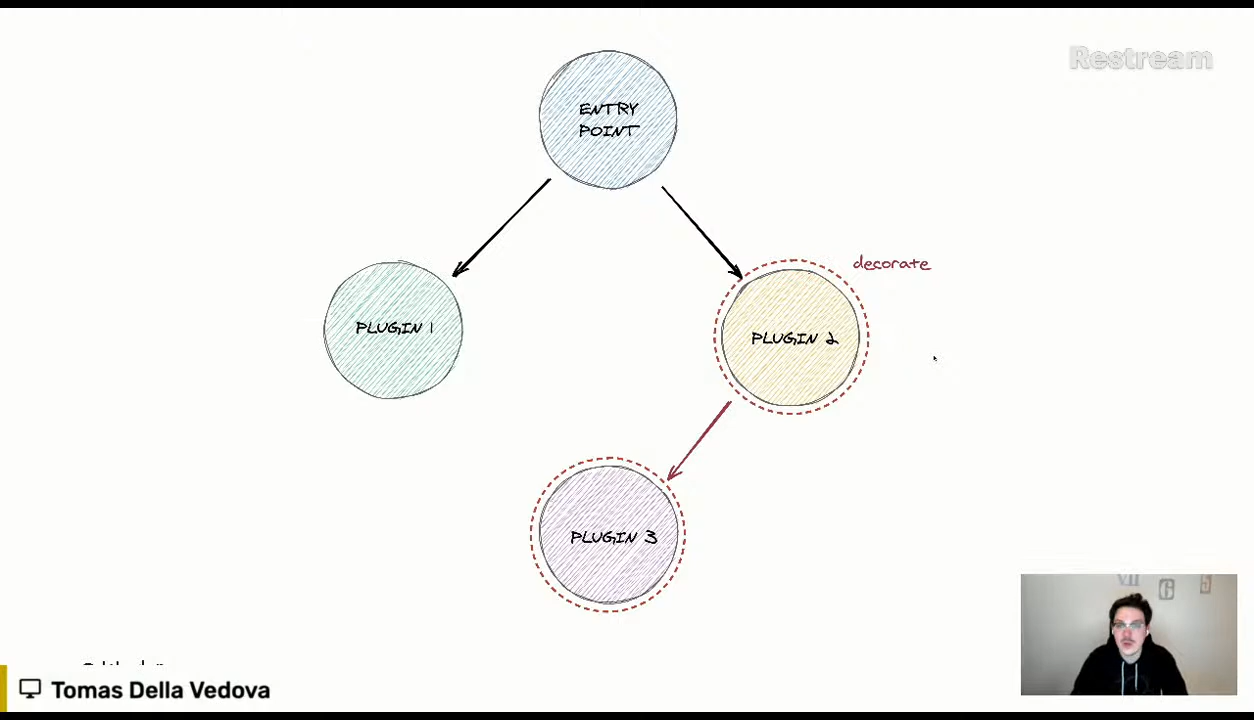 Restream
ENTRY
POINT
decorate
PLUGIN 1
PLUGIN 2
PLUGIN 3
Tomas Della Vedova